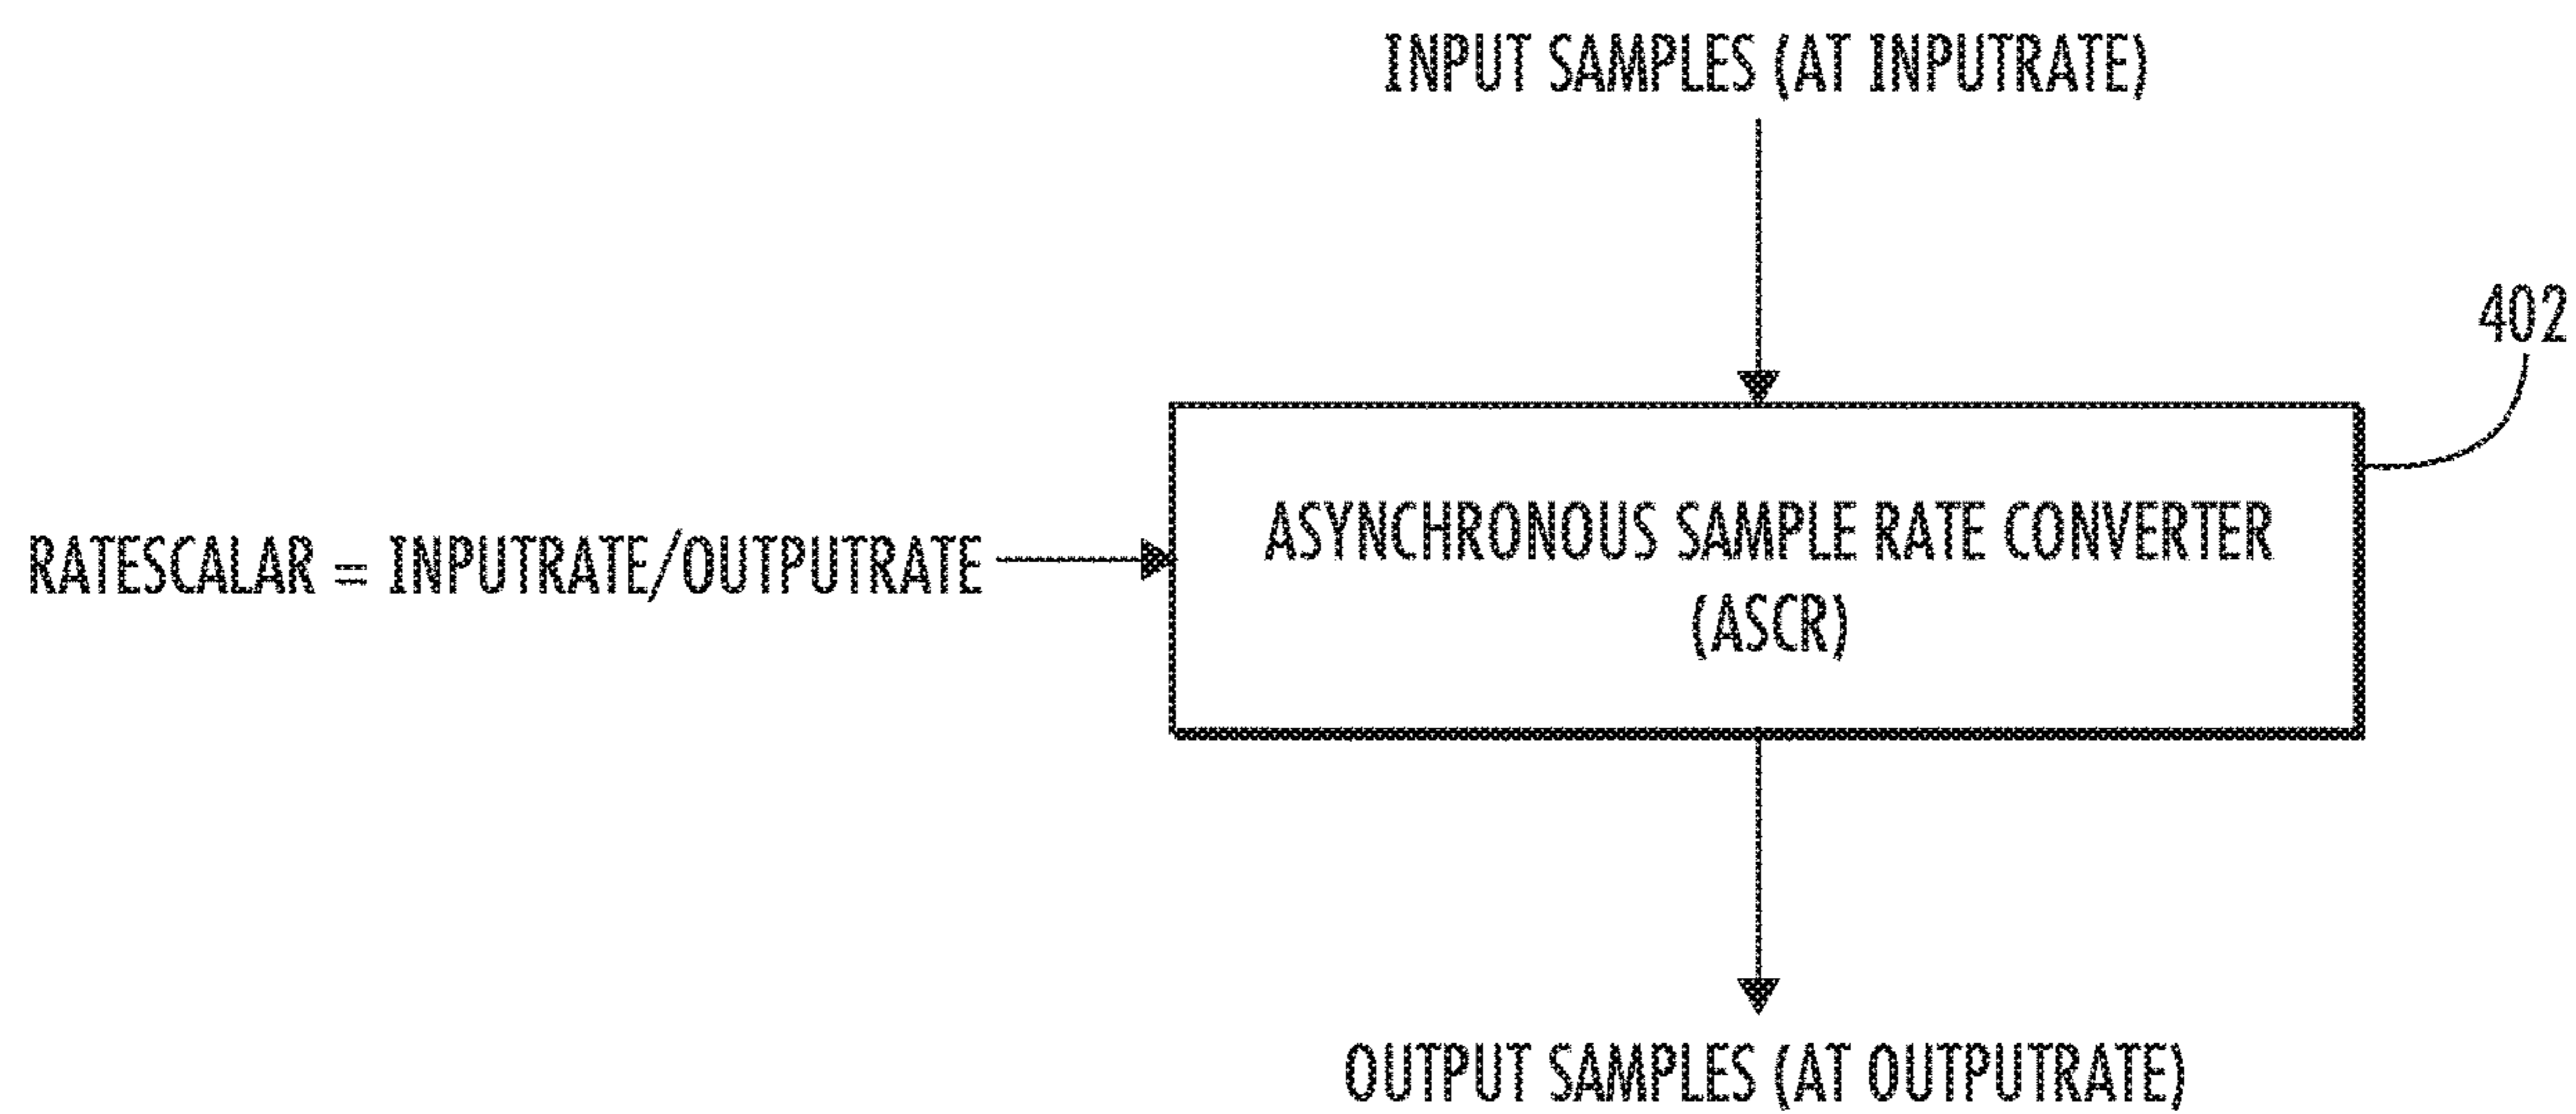 INPUT SAMPLES (AT INPUTRATE)
402
RATESCALAR = INPUTRATE/OUTPUTRATE
ASYNCHRONOUS SAMPLE RATE CONVERTER
(ASCR)
OUTPUT SAMPLES (AT OUTPUTRATE)